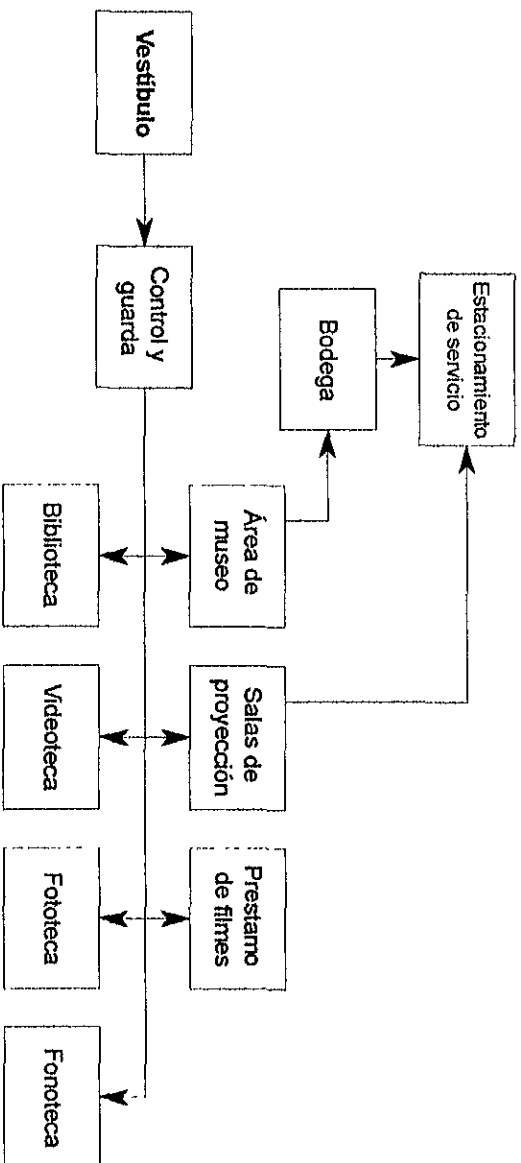 Vestíbulo
Control y
guarda
Estacionamiento
de servicio
Bodega
Área de
museo
Salas de
proyección
Prestamo
de filmes
Biblioteca
Videoteca
Fototeca
Fonoteca